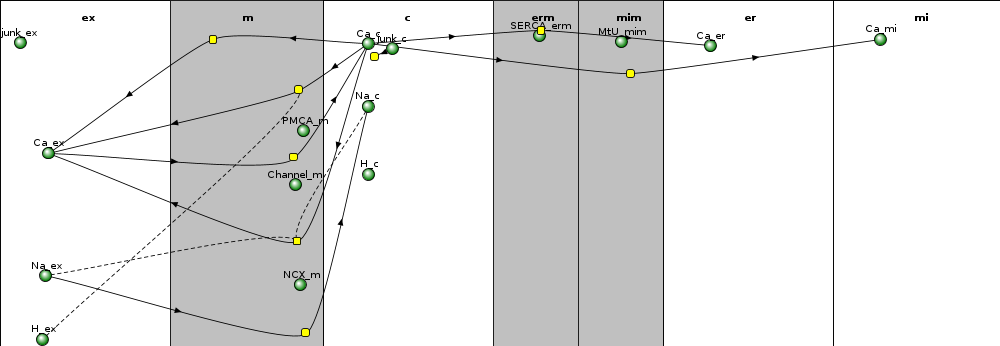 ex m c erm mim er mi
junk_ex Ca_c junk_c SERCA_erm MtU_mim Ca_er Ca_mi
Na_c
PMCA_m
Ca_ex H_c
Channel_m
Na_ex NCX_m
H_ex